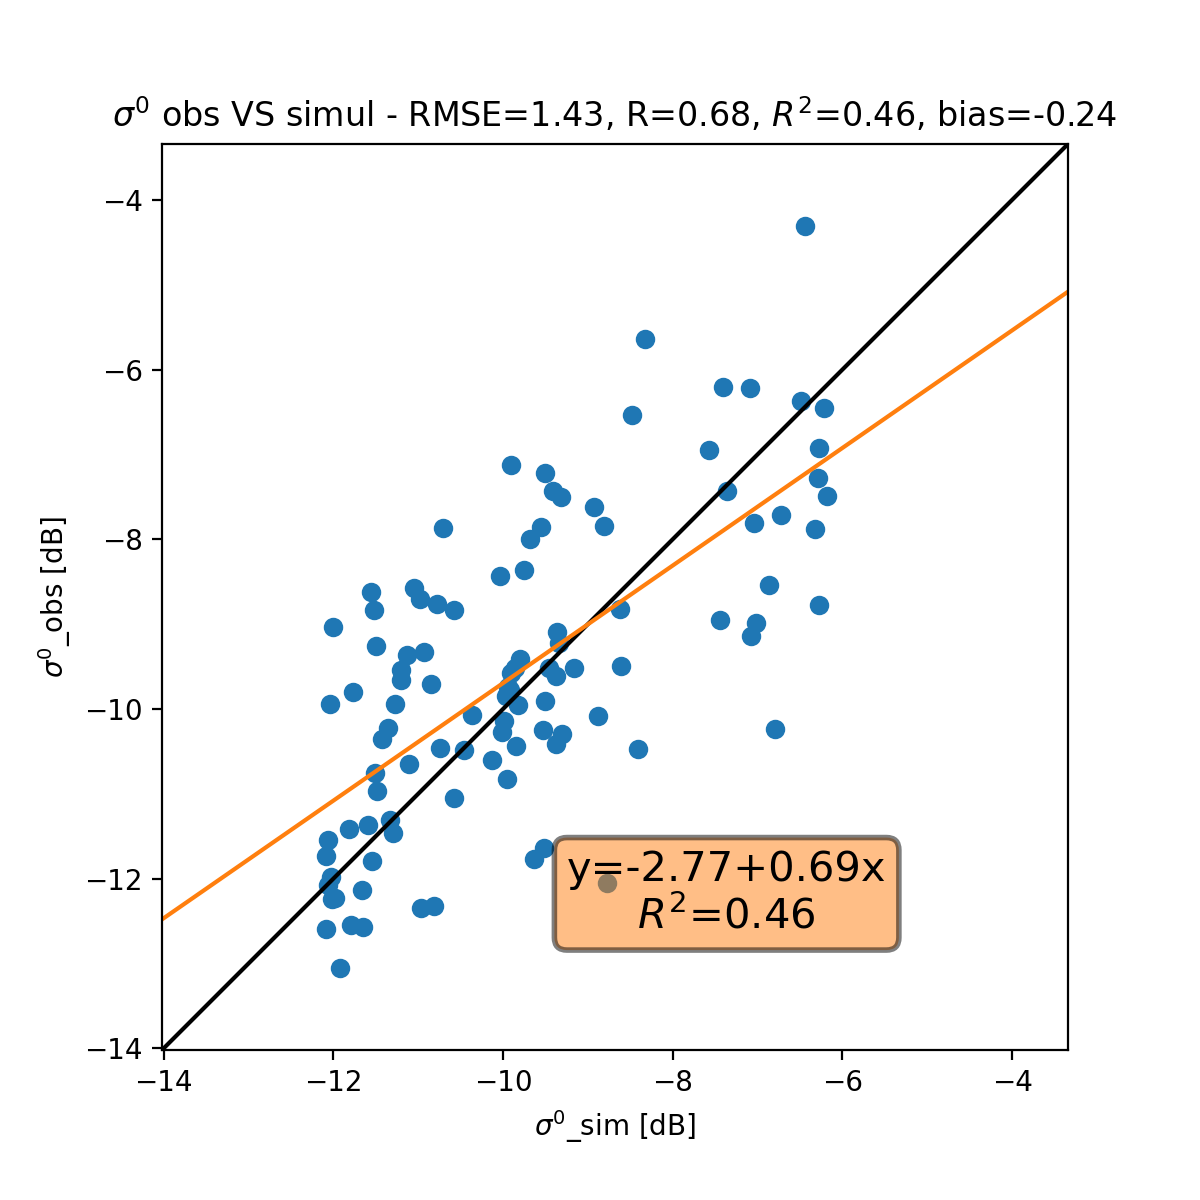 σ⁰ obs VS simul - RMSE=1.43, R=0.68, R²=0.46, bias=-0.24
−4
−6
−8
−10
−12
−14
σ⁰_obs [dB]
y=-2.77+0.69x
R²=0.46
−14 −12 −10 −8 −6 −4
σ⁰_sim [dB]